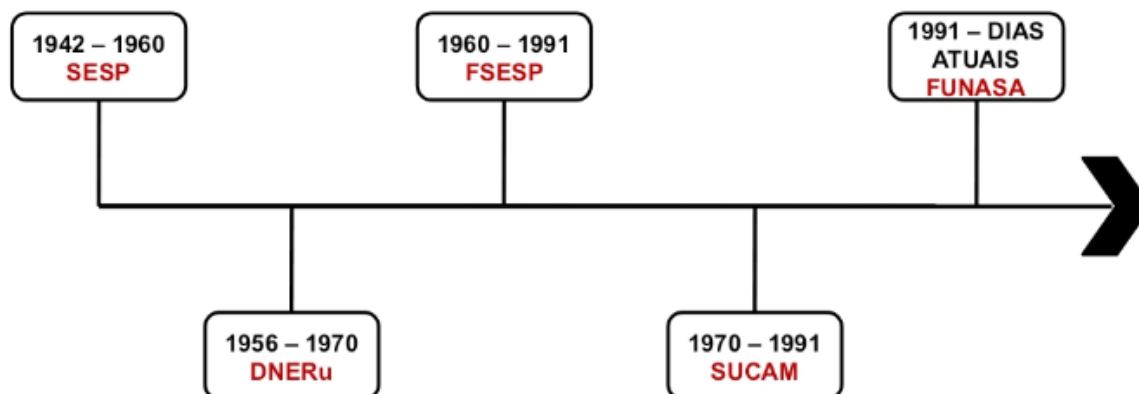 1942 – 1960
SESP
1960 – 1991
FSESP
1991 – DIAS
ATUAIS
FUNASA
1956 – 1970
DNERu
1970 – 1991
SUCAM